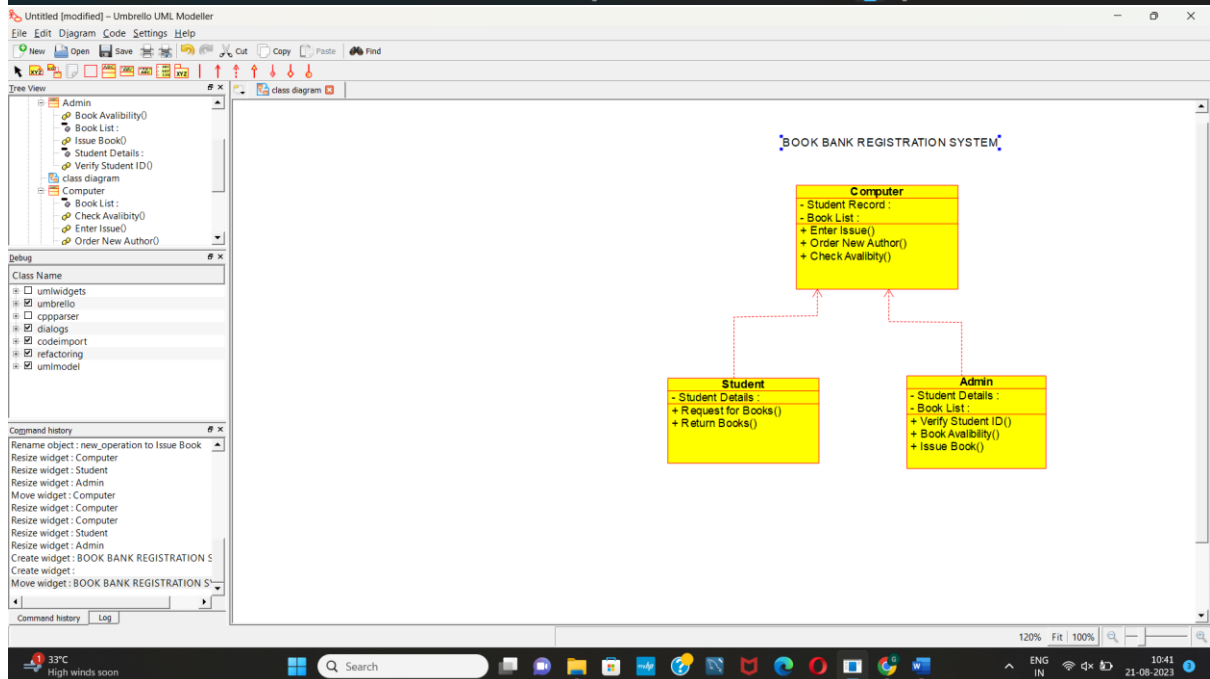 Untitled [modified] – Umbrello UML Modeller
File Edit Diagram Code Settings Help
New Open Save Cut Copy Paste Find
Tree View
class diagram
Admin
Book Avalibility()
Book List :
Issue Book()
Student Details :
Verify Student ID()
class diagram
Computer
Book List :
Check Avalibity()
Enter Issue()
Order New Author()
Debug
Class Name
umlwidgets
umbrello
cppparser
dialogs
codeimport
refactoring
umlmodel
Command history
Rename object : new_operation to Issue Book
Resize widget : Computer
Resize widget : Student
Resize widget : Admin
Move widget : Computer
Resize widget : Computer
Resize widget : Computer
Resize widget : Student
Resize widget : Admin
Create widget : BOOK BANK REGISTRATION S
Create widget :
Move widget : BOOK BANK REGISTRATION S
Command history Log
BOOK BANK REGISTRATION SYSTEM
Computer
- Student Record :
- Book List :
+ Enter Issue()
+ Order New Author()
+ Check Avalibity()
Student
- Student Details :
+ Request for Books()
+ Return Books()
Admin
- Student Details :
- Book List :
+ Verify Student ID()
+ Book Avalibility()
+ Issue Book()
120% Fit 100%
1
33°C
High winds soon
Search
ENG
IN
10:41
21-08-2023
3